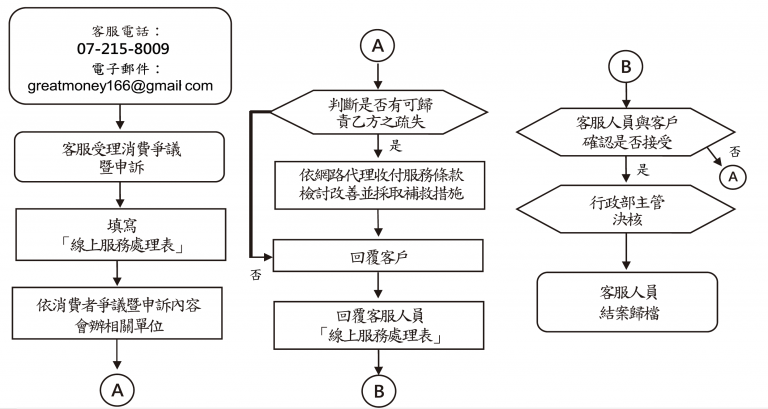 客服電話：
07-215-8009
電子郵件：
greatmoney166@gmail.com
客服受理消費爭議
暨申訴
填寫
「線上服務處理表」
依消費者爭議暨申訴內容
會辦相關單位
A
A
判斷是否有可歸
責乙方之疏失
是
依網路代理收付服務條款
檢討改善並採取補救措施
否
回覆客戶
回覆客服人員
「線上服務處理表」
B
B
客服人員與客戶
確認是否接受
否
A
是
行政部主管
決核
客服人員
結案歸檔